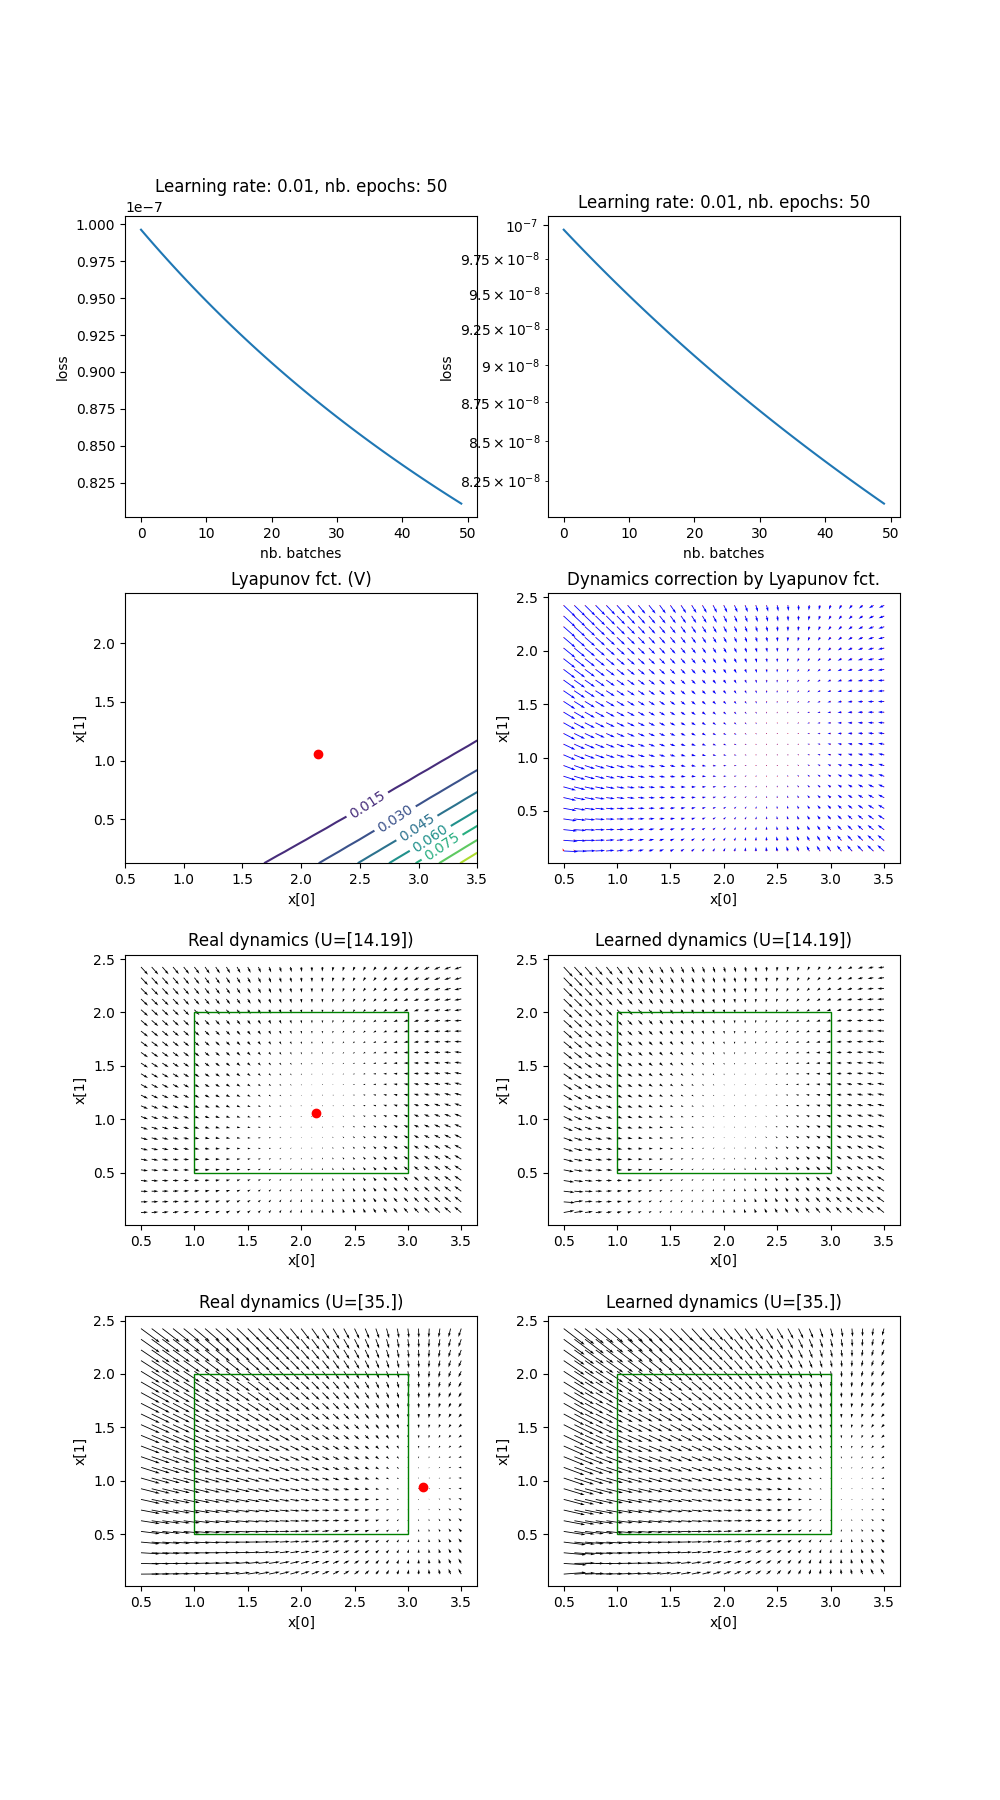 Learning rate: 0.01, nb. epochs: 50
1e−7
1.000
0.975
0.950
0.925
0.900
0.875
0.850
0.825
loss
0 10 20 30 40 50
nb. batches
Learning rate: 0.01, nb. epochs: 50
10⁻⁷
9.75 × 10⁻⁸
9.5 × 10⁻⁸
9.25 × 10⁻⁸
9 × 10⁻⁸
8.75 × 10⁻⁸
8.5 × 10⁻⁸
8.25 × 10⁻⁸
loss
0 10 20 30 40 50
nb. batches
Lyapunov fct. (V)
2.0
1.5
1.0
0.5
x[1]
0.015
0.030
0.045
0.060
0.075
0.5 1.0 1.5 2.0 2.5 3.0 3.5
x[0]
Dynamics correction by Lyapunov fct.
2.5
2.0
1.5
1.0
0.5
x[1]
0.5 1.0 1.5 2.0 2.5 3.0 3.5
x[0]
Real dynamics (U=[14.19])
2.5
2.0
1.5
1.0
0.5
x[1]
0.5 1.0 1.5 2.0 2.5 3.0 3.5
x[0]
Learned dynamics (U=[14.19])
2.5
2.0
1.5
1.0
0.5
x[1]
0.5 1.0 1.5 2.0 2.5 3.0 3.5
x[0]
Real dynamics (U=[35.])
2.5
2.0
1.5
1.0
0.5
x[1]
0.5 1.0 1.5 2.0 2.5 3.0 3.5
x[0]
Learned dynamics (U=[35.])
2.5
2.0
1.5
1.0
0.5
x[1]
0.5 1.0 1.5 2.0 2.5 3.0 3.5
x[0]